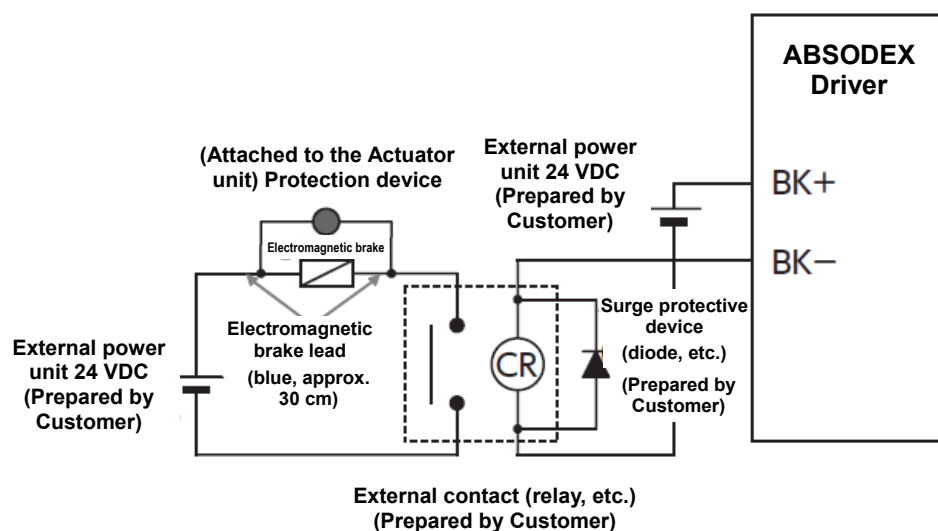 ABSODEX
Driver
(Attached to the Actuator
unit) Protection device
External power
unit 24 VDC
(Prepared by
Customer)
BK+
BK−
Electromagnetic brake
Electromagnetic
brake lead
(blue, approx.
30 cm)
External power
unit 24 VDC
(Prepared by
Customer)
CR
Surge protective
device
(diode, etc.)
(Prepared by
Customer)
External contact (relay, etc.)
(Prepared by Customer)